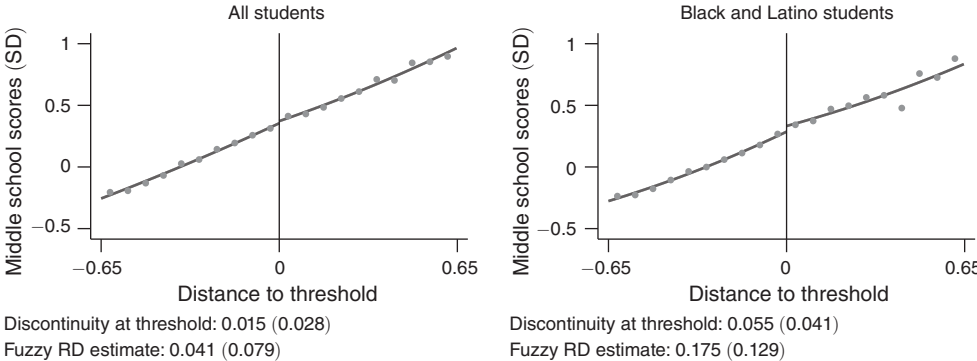 All students
Middle school scores (SD)
1
0.5
0
−0.5
−0.65
0
0.65
Distance to threshold
Discontinuity at threshold: 0.015 (0.028)
Fuzzy RD estimate: 0.041 (0.079)
Black and Latino students
Middle school scores (SD)
1
0.5
0
−0.5
−0.65
0
0.65
Distance to threshold
Discontinuity at threshold: 0.055 (0.041)
Fuzzy RD estimate: 0.175 (0.129)